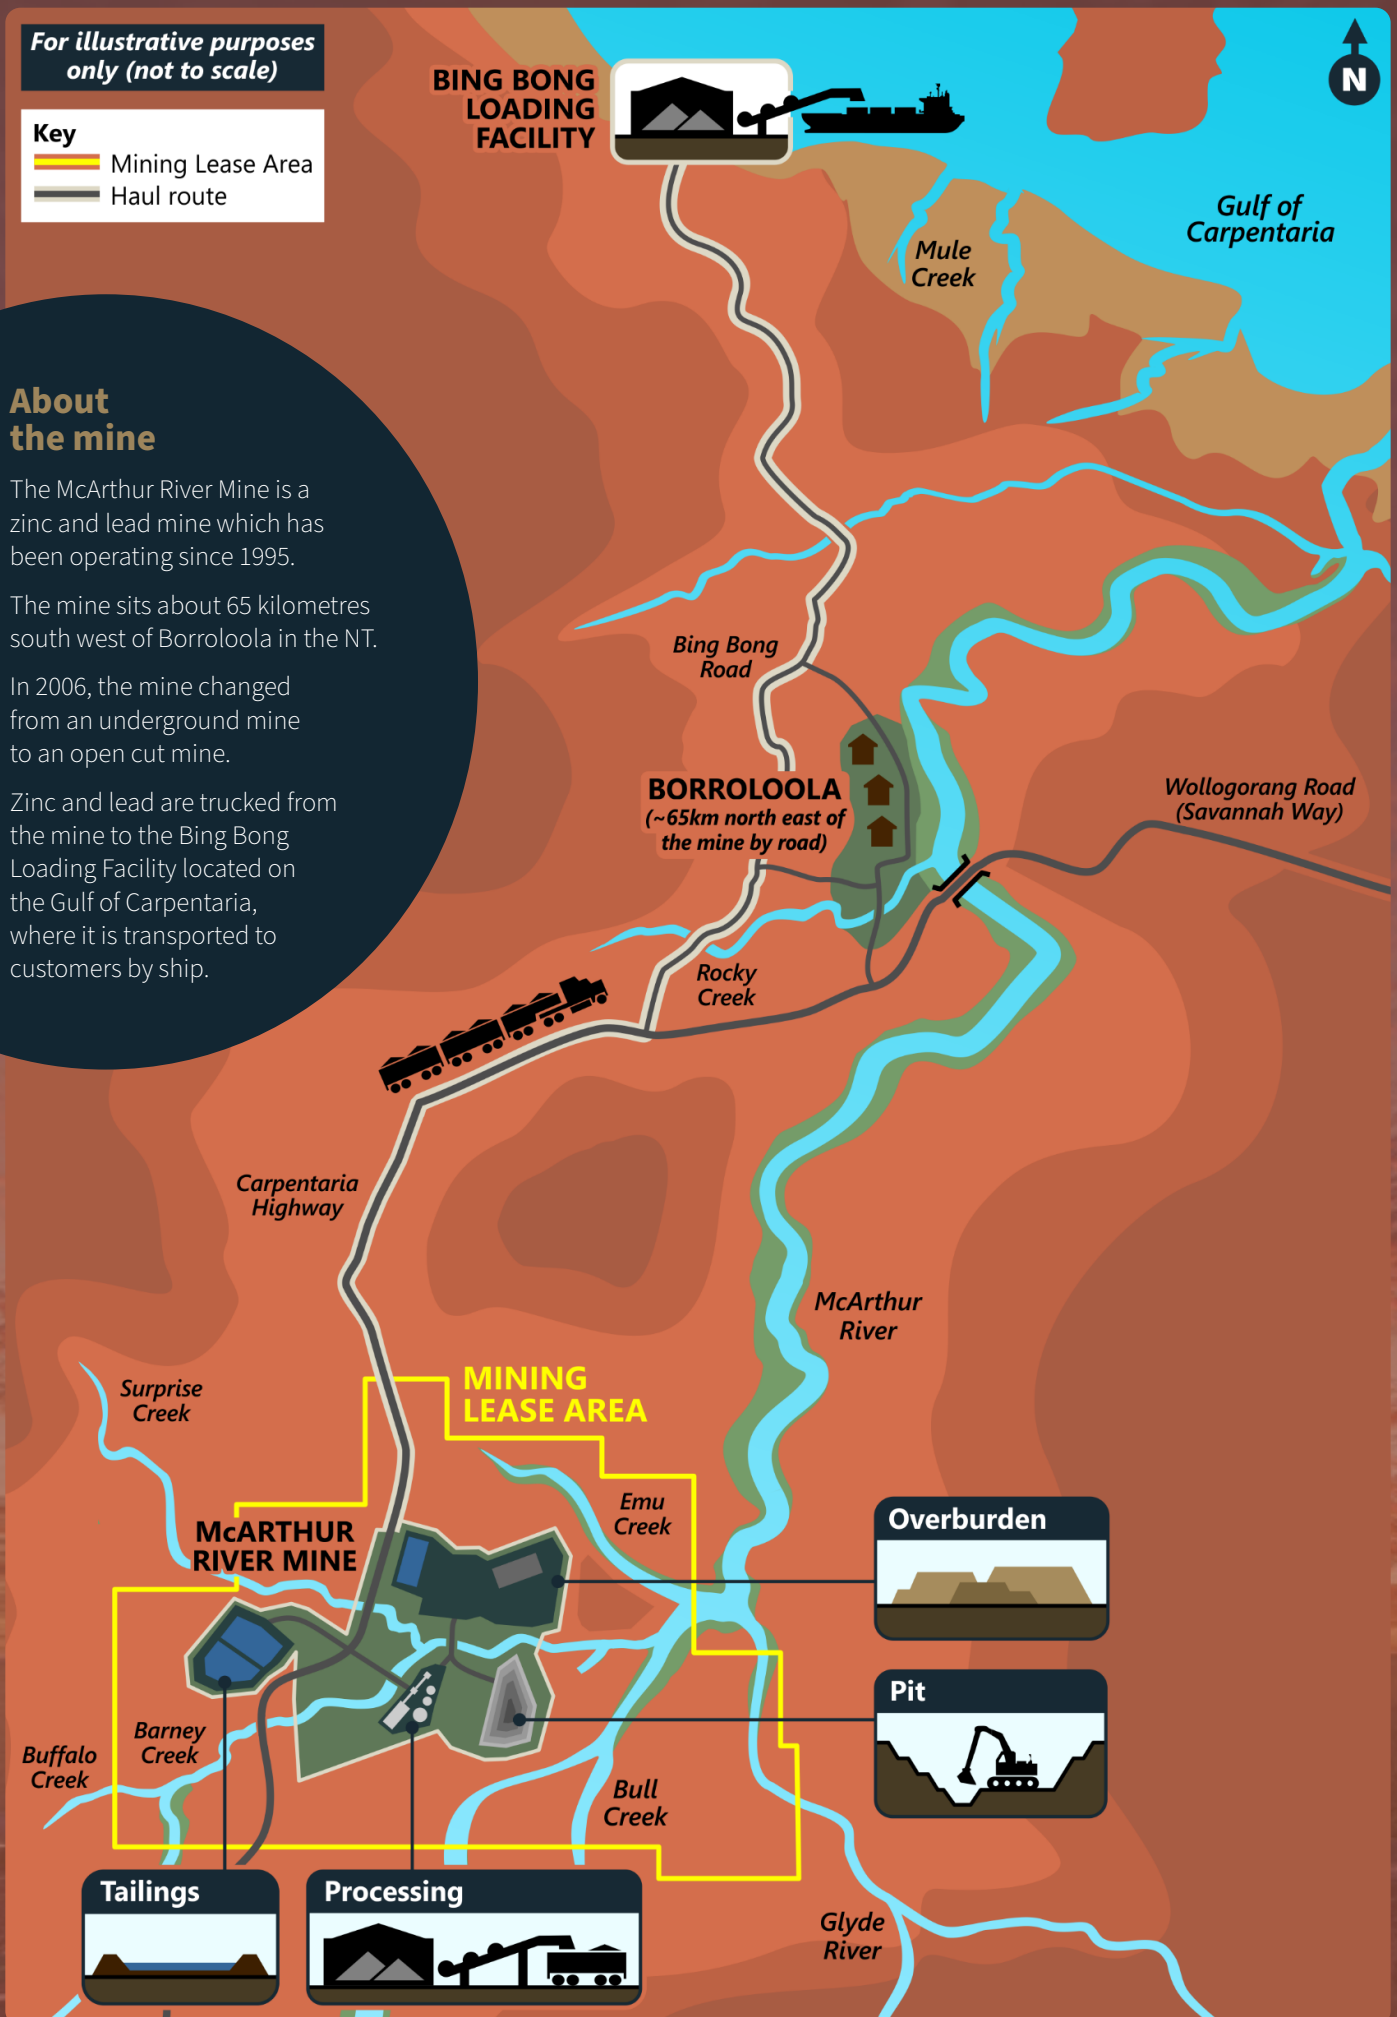 For illustrative purposes
only (not to scale)
Key
Mining Lease Area
Haul route
BING BONG
LOADING
FACILITY
N
Gulf of
Carpentaria
Mule
Creek
About
the mine
The McArthur River Mine is a
zinc and lead mine which has
been operating since 1995.
The mine sits about 65 kilometres
south west of Borroloola in the NT.
In 2006, the mine changed
from an underground mine
to an open cut mine.
Zinc and lead are trucked from
the mine to the Bing Bong
Loading Facility located on
the Gulf of Carpentaria,
where it is transported to
customers by ship.
Bing Bong
Road
BORROLOOLA
(~65km north east of
the mine by road)
Wollogorang Road
(Savannah Way)
Rocky
Creek
Carpentaria
Highway
McArthur
River
MINING
LEASE AREA
Surprise
Creek
Emu
Creek
McARTHUR
RIVER MINE
Overburden
Pit
Barney
Creek
Buffalo
Creek
Bull
Creek
Tailings
Processing
Glyde
River